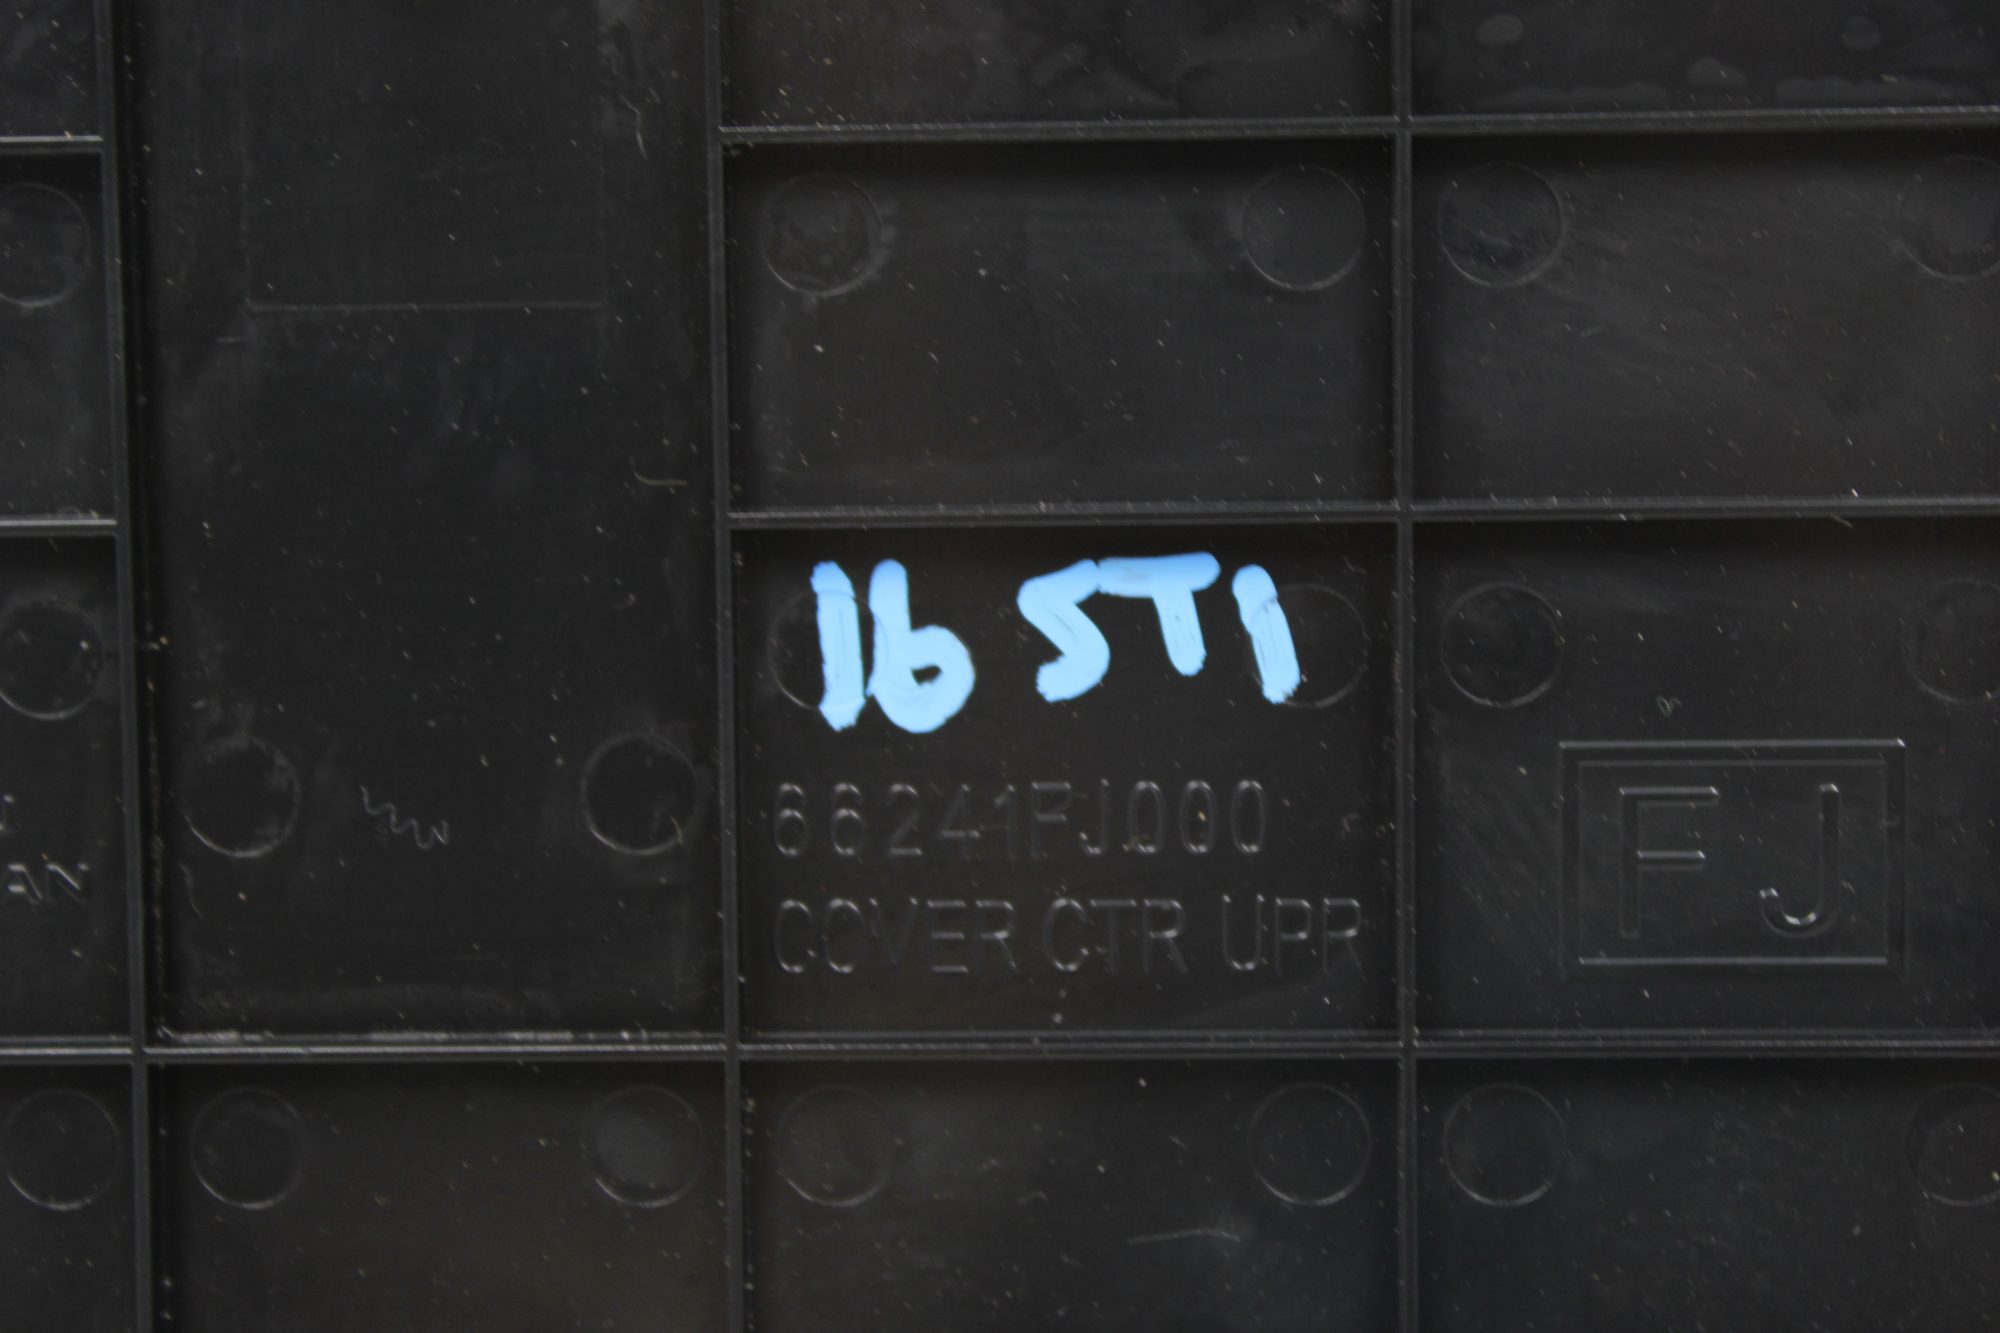 16 STI
66241FJ000
COVER CTR UPR
FJ